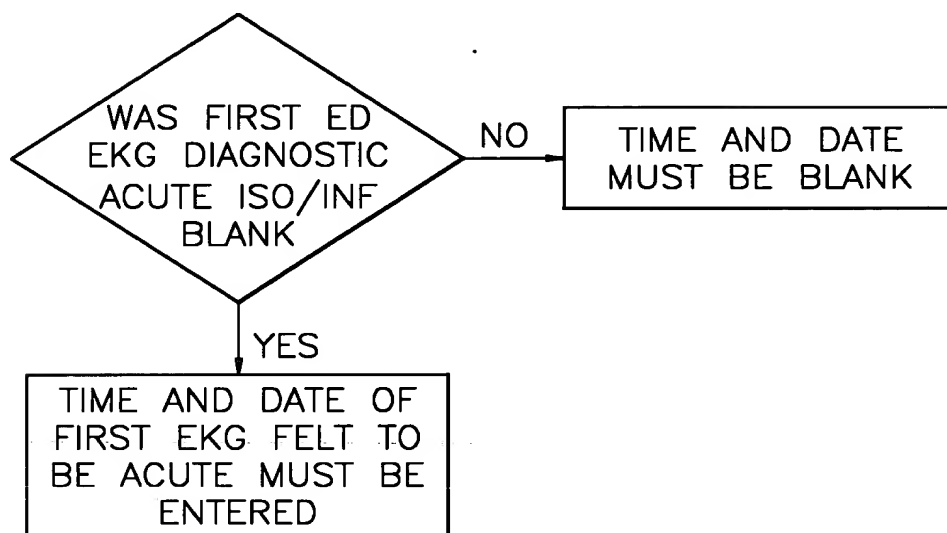 WAS FIRST ED
EKG DIAGNOSTIC
ACUTE ISO/INF
BLANK
NO
TIME AND DATE
MUST BE BLANK
YES
TIME AND DATE OF
FIRST EKG FELT TO
BE ACUTE MUST BE
ENTERED